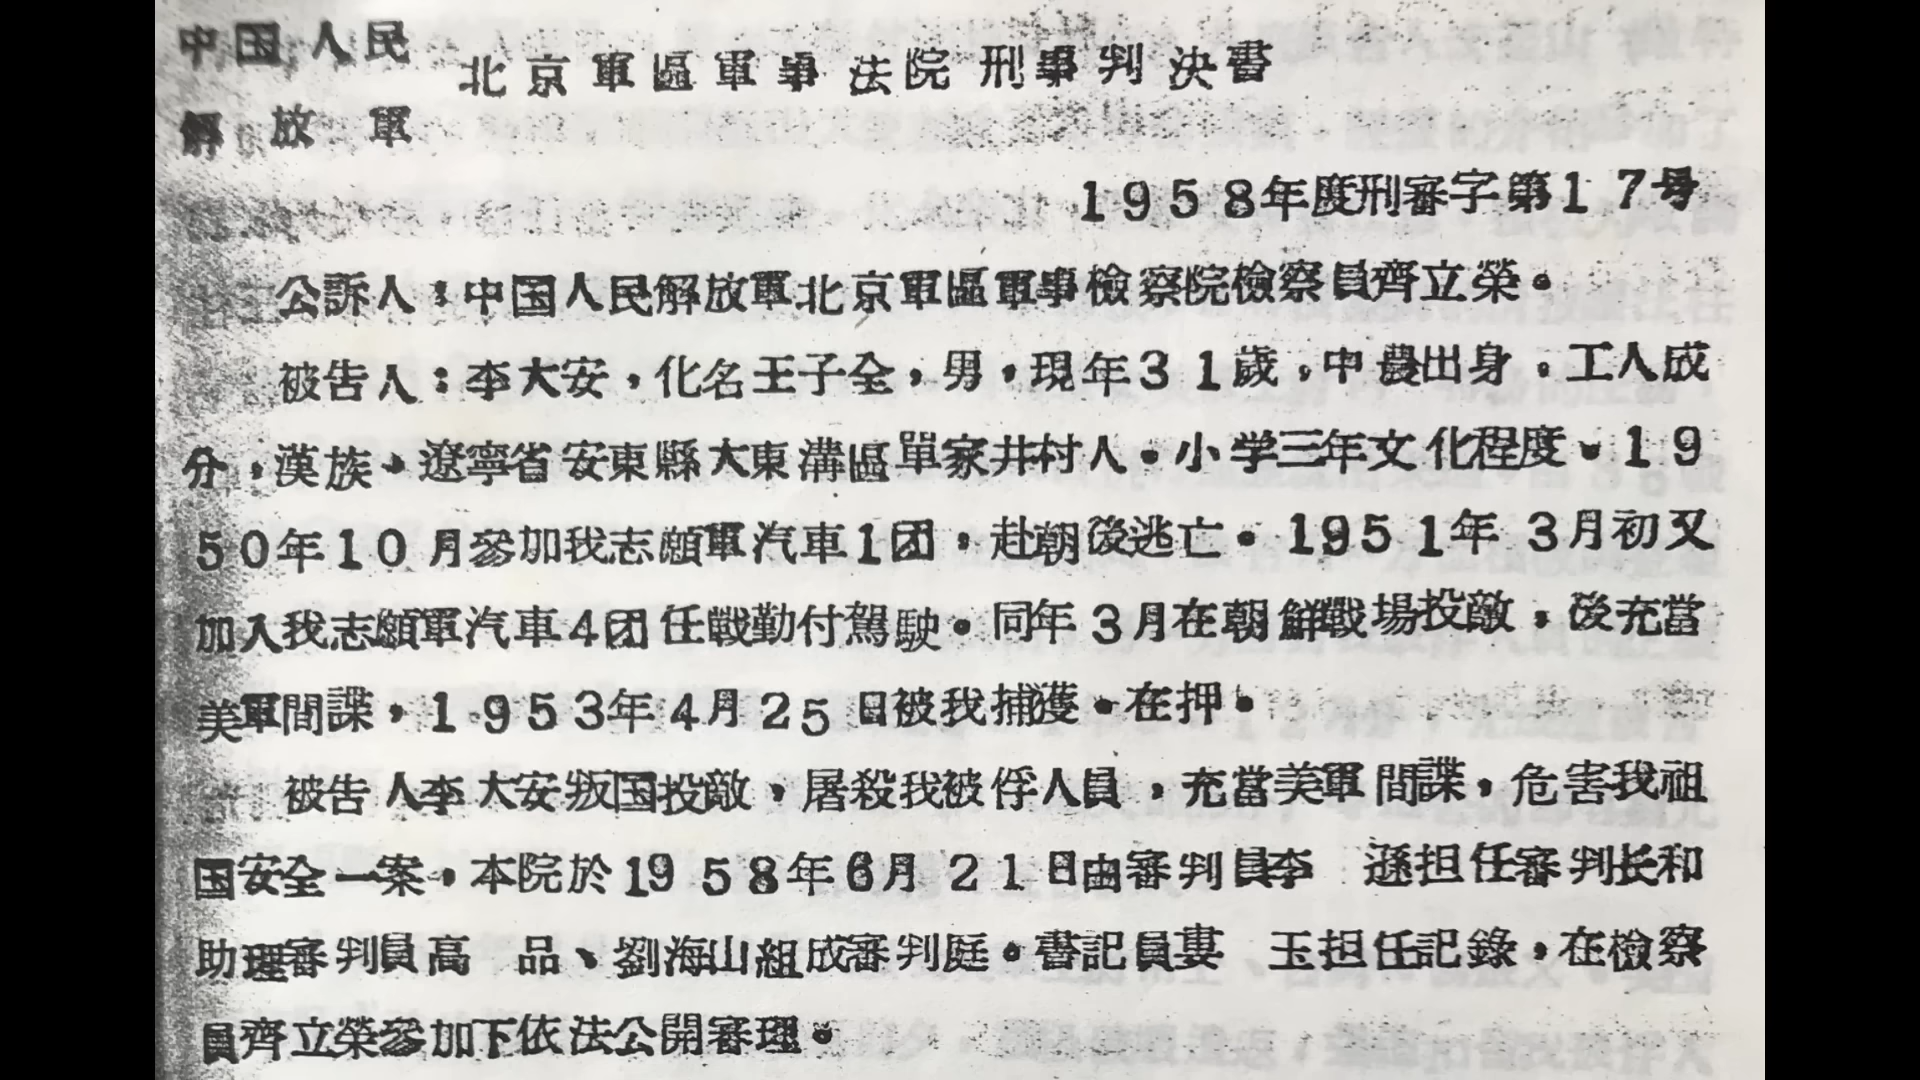 中国人民
解放軍
北京軍區軍事法院刑事判決書
1958年度刑審字第17号
公訴人：中国人民解放軍北京軍區軍事檢察院檢察員齊立榮。
被告人：李大安，化名王子全，男，現年31歲，中農出身。工人成
分，漢族，遼寧省安東縣大東溝區單家井村人。小学三年文化程度。19
50年10月參加我志願軍汽車1团，赴朝後逃亡。1951年3月初又
加入我志願軍汽車4团任戰勤付駕駛。同年3月在朝鮮戰場投敵，後充當
美軍間諜，1953年4月25日被我捕獲。在押。
被告人李大安叛国投敵，屠殺我被俘人員，充當美軍間諜，危害我祖
国安全一案，本院於1958年6月21日由審判員李 遜担任審判长和
助理審判員高 品、劉海山組成審判庭。書記員婁 玉担任記錄，在檢察
員齊立榮參加下依法公開審理。